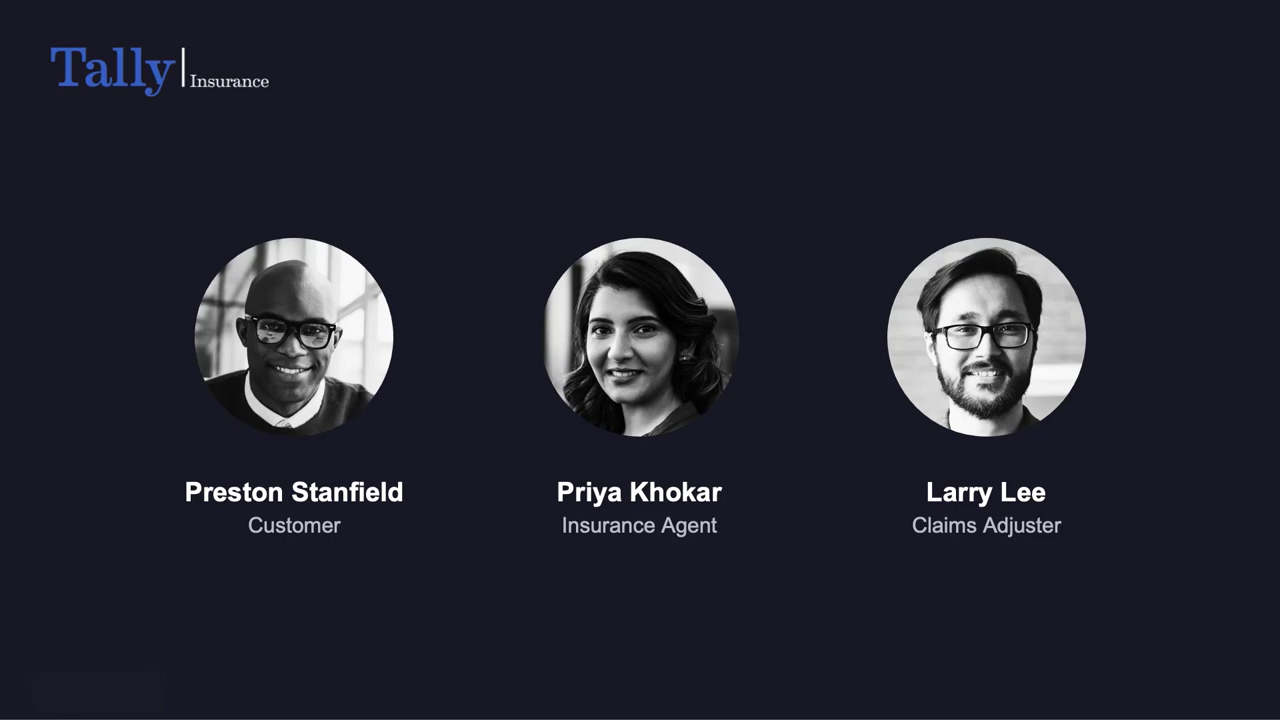 Tally Insurance
Preston Stanfield
Customer
Priya Khokar
Insurance Agent
Larry Lee
Claims Adjuster